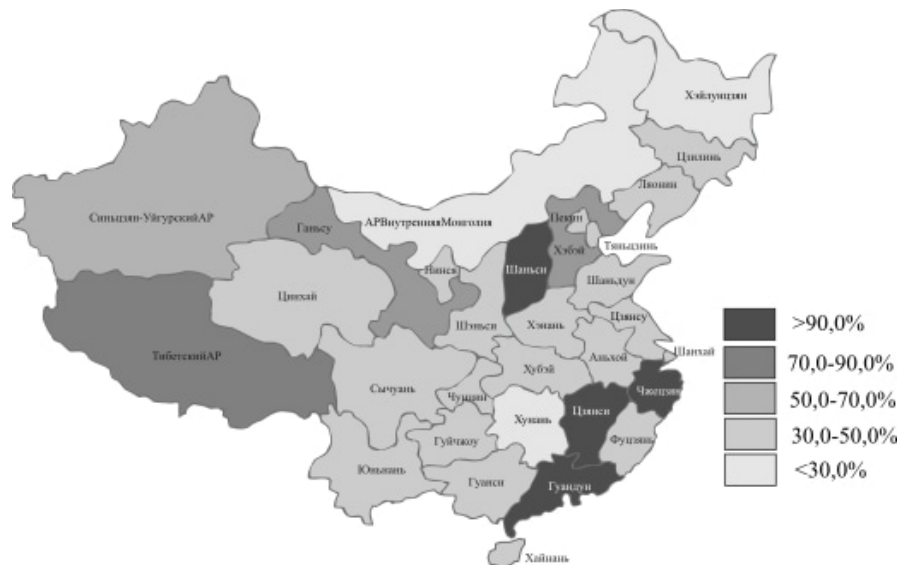 Хэйлунцзян
Цзилинь
Ляонин
Синьцзян-УйгурскийАР
Ганьсу
АРВнутренняяМонголия
Пекин
Тяньцзинь
Хэбэй
Шаньси
Нинся
Цинхай
Шаньдун
Шэньси
Хэнань
Цзянсу
>90,0%
Шанхай
ТибетскийАР
Аньхой
70,0-90,0%
Хубэй
Сычуань
Чунцин
Чжецзян
50,0-70,0%
Хунань
Цзянси
Гуйчжоу
Фуцзянь
30,0-50,0%
Юньнань
Гуанси
Гуандун
<30,0%
Хайнань